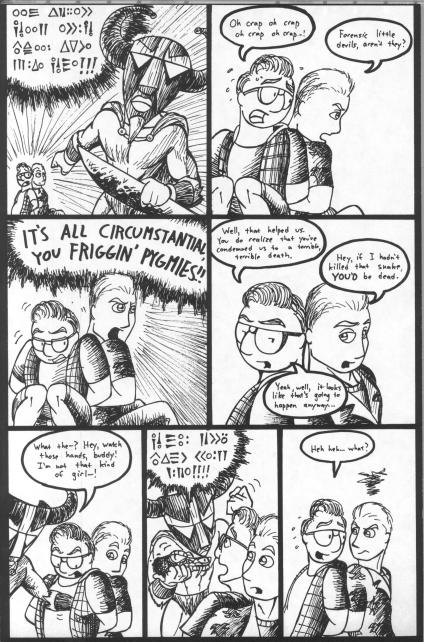 Oh crap oh crap
oh crap oh crap--!
Forensic little
devils, aren't they?
IT'S ALL CIRCUMSTANTIAL,
YOU FRIGGIN' PYGMIES!!
Well, that helped us.
You do realize that you've
condemned us to a terrible,
terrible death.
Hey, if I hadn't
killed that snake,
YOU'D be dead.
Yeah, well, it looks
like that's going to
happen anyway...
What the--? Hey, watch
those hands, buddy!
I'm not that kind
of girl--!
Heh heh... what?